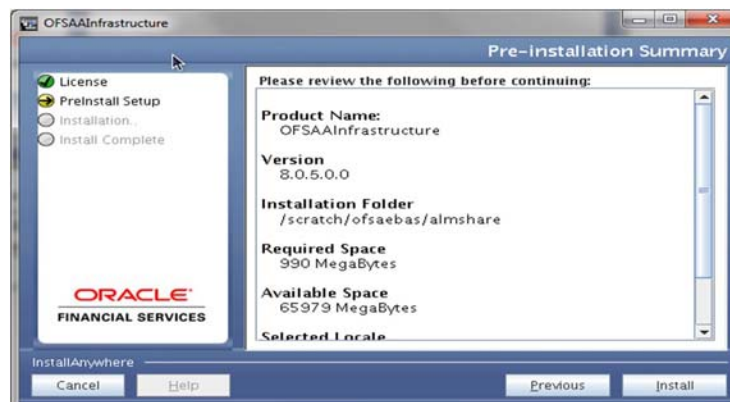 OFSAAInfrastructure
Pre-installation Summary
License
PreInstall Setup
Installation..
Install Complete
ORACLE
FINANCIAL SERVICES
Please review the following before continuing:
Product Name:
OFSAAInfrastructure
Version
8.0.5.0.0
Installation Folder
/scratch/ofsaebas/almshare
Required Space
990 MegaBytes
Available Space
65979 MegaBytes
Selected Locale
InstallAnywhere
Cancel
Help
Previous
Install